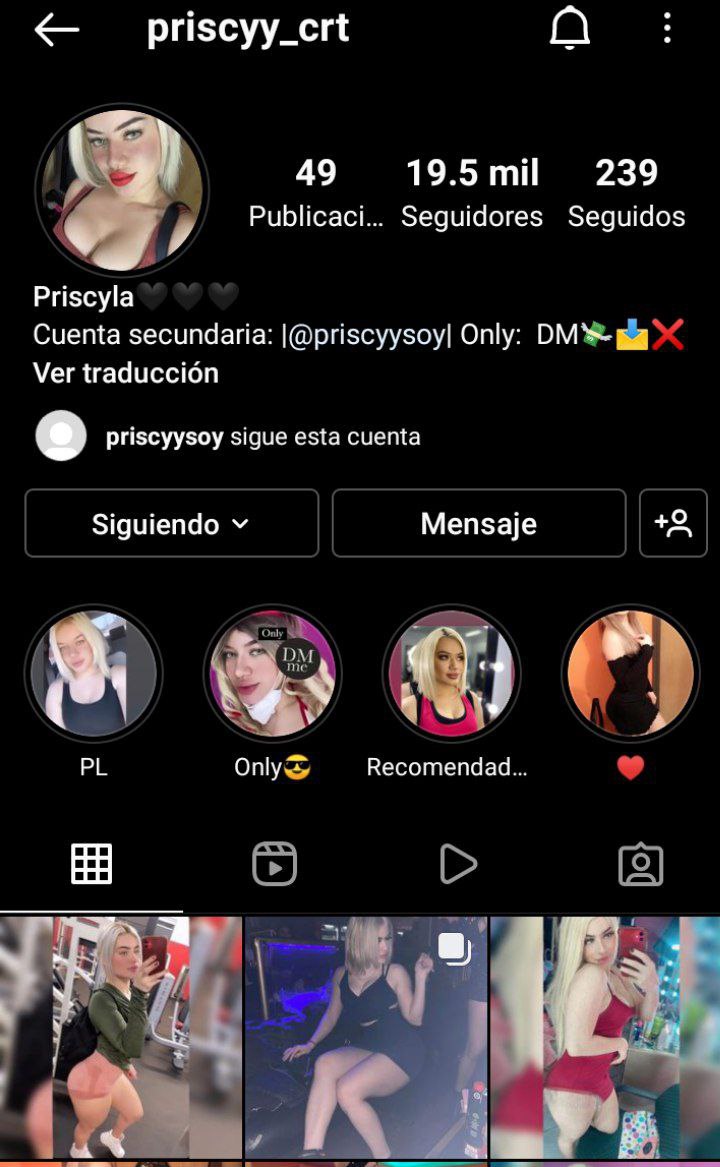 priscyy_crt
49 19.5 mil 239
Publicaci... Seguidores Seguidos
Priscyla🖤🖤🖤
Cuenta secundaria: |@priscyysoy| Only: DM💸📩❌
Ver traducción
priscyysoy sigue esta cuenta
Siguiendo Mensaje
Only
DM
me
PL Only😎 Recomendad... ♥️